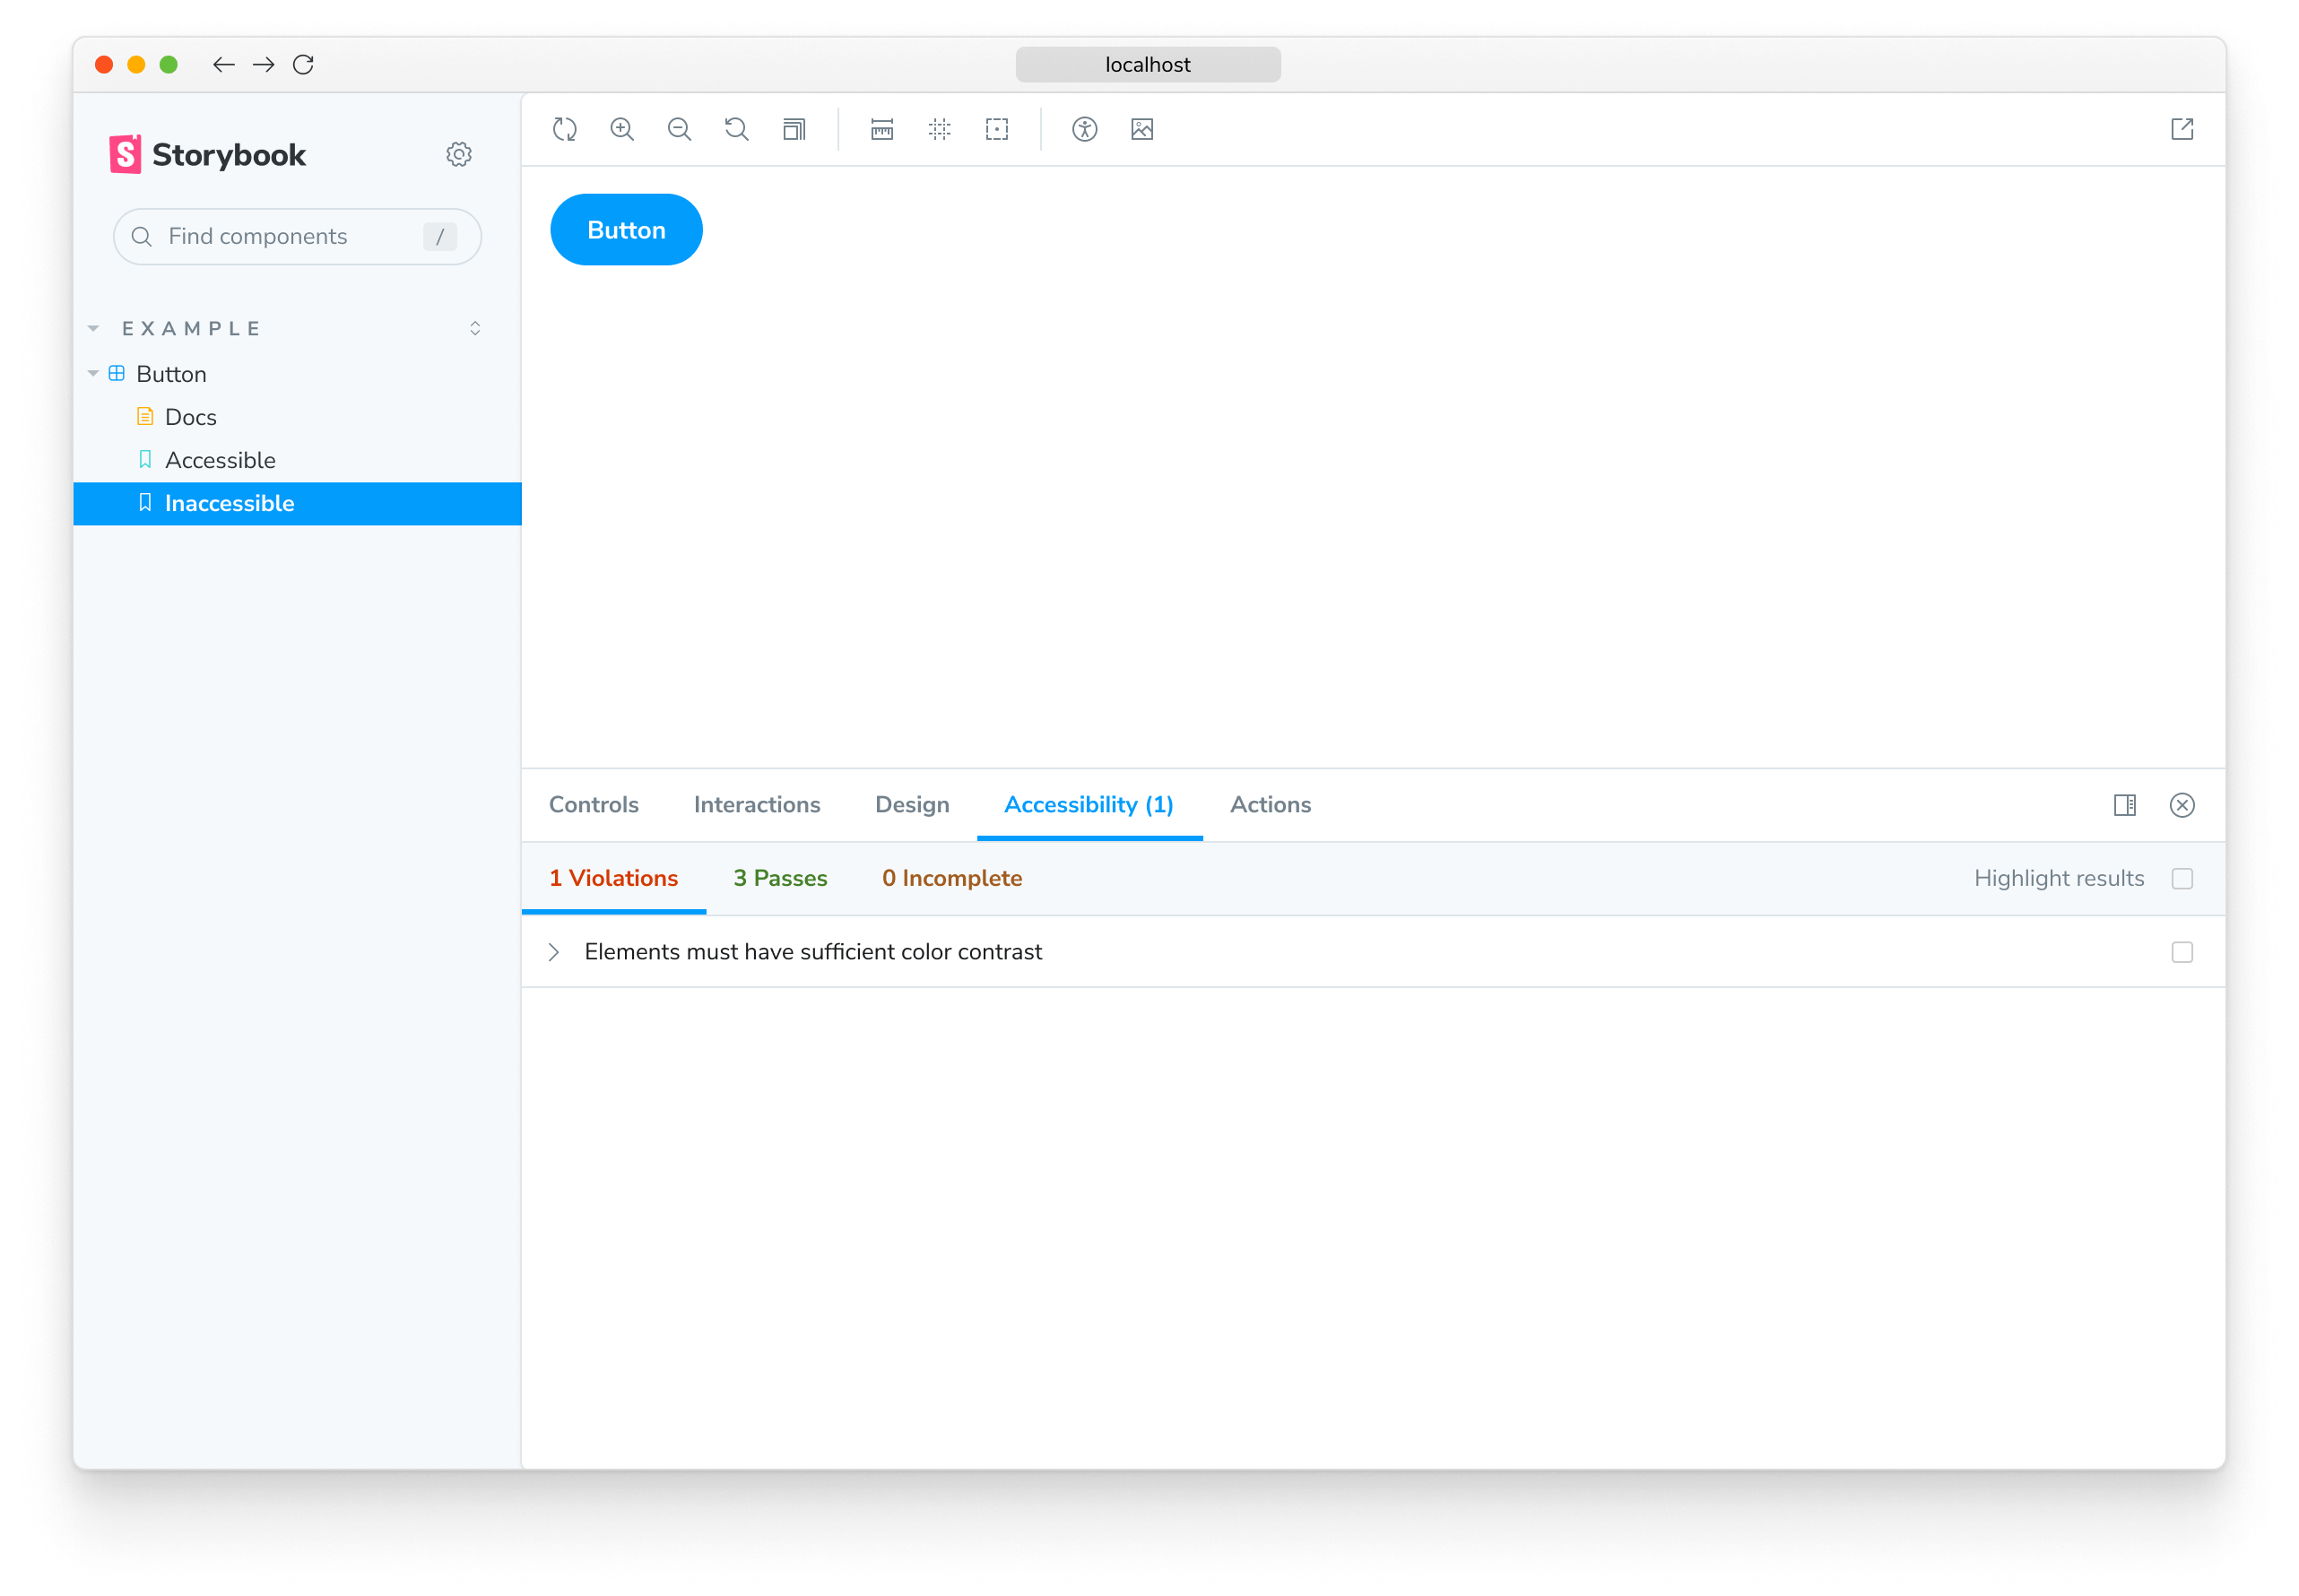 localhost
Storybook
Find components
/
EXAMPLE
Button
Docs
Accessible
Inaccessible
Button
Controls Interactions Design Accessibility (1) Actions
1 Violations 3 Passes 0 Incomplete Highlight results
Elements must have sufficient color contrast